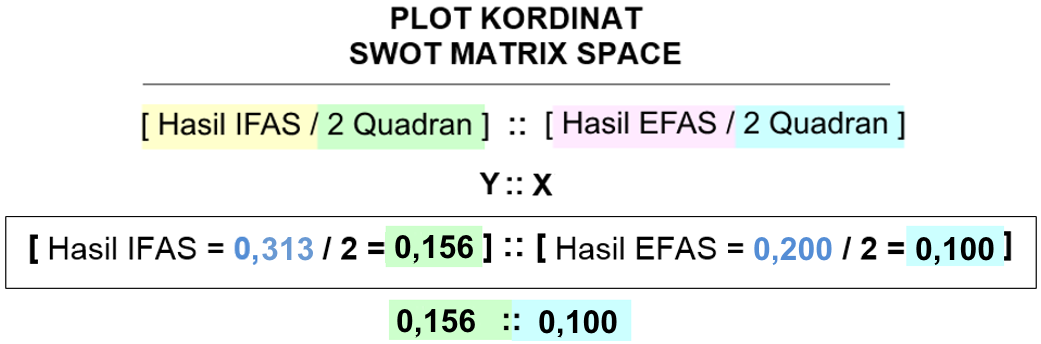 PLOT KORDINAT
SWOT MATRIX SPACE
[ Hasil IFAS / 2 Quadran ] :: [ Hasil EFAS / 2 Quadran ]
Y :: X
[ Hasil IFAS = 0,313 / 2 = 0,156 ] :: [ Hasil EFAS = 0,200 / 2 = 0,100 ]
0,156 :: 0,100